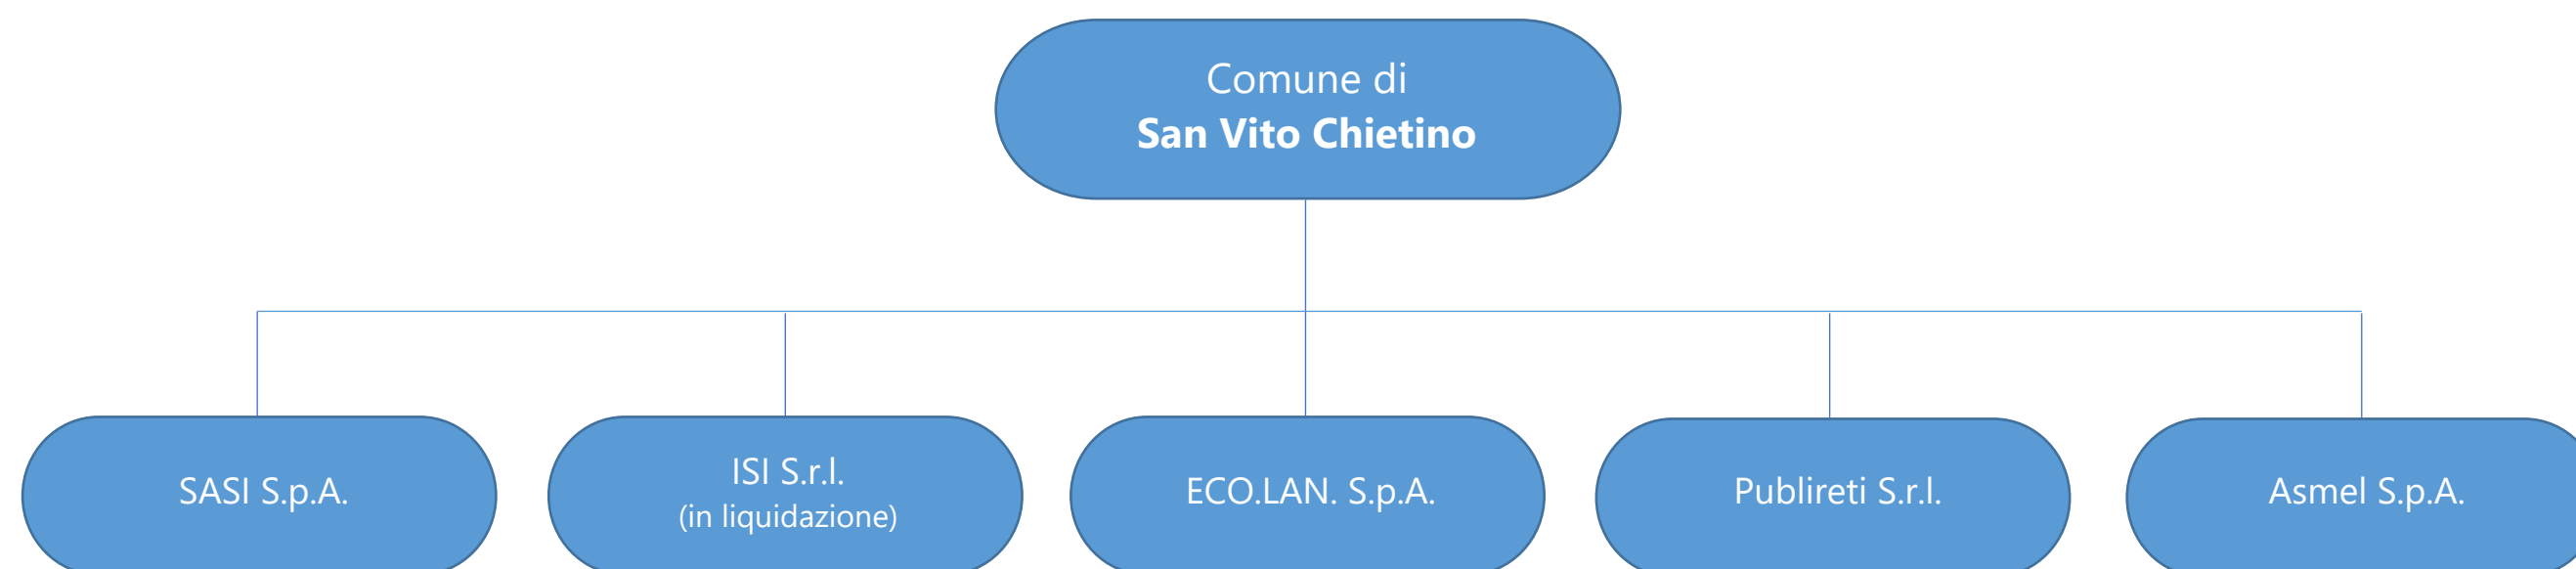 Comune di
San Vito Chietino
SASI S.p.A.
ISI S.r.l.
(in liquidazione)
ECO.LAN. S.p.A.
Publireti S.r.l.
Asmel S.p.A.